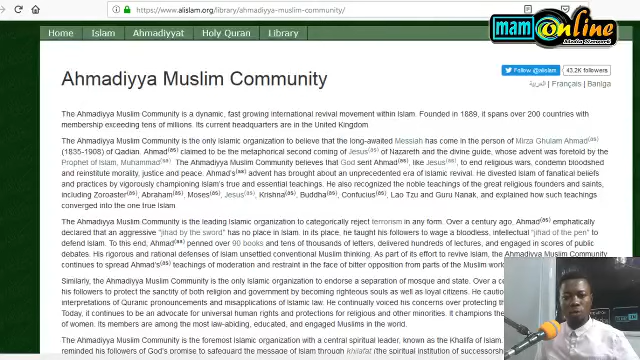 https://www.alislam.org/library/ahmadiyya-muslim-community/
mam online
Media Network
Home Islam Ahmadiyyat Holy Quran Library
Ahmadiyya Muslim Community
Follow @alislam 43.2K followers
العربية | Français | Baniga
The Ahmadiyya Muslim Community is a dynamic, fast growing international revival movement within Islam. Founded in 1889, it spans over 200 countries with
membership exceeding tens of millions. Its current headquarters are in the United Kingdom
The Ahmadiyya Muslim Community is the only Islamic organization to believe that the long-awaited Messiah has come in the person of Mirza Ghulam Ahmad(as)
(1835-1908) of Qadian. Ahmad(as) claimed to be the metaphorical second coming of Jesus(as) of Nazareth and the divine guide, whose advent was foretold by the
Prophet of Islam, Muhammad(sa). The Ahmadiyya Muslim Community believes that God sent Ahmad(as), like Jesus(as), to end religious wars, condemn bloodshed
and reinstitute morality, justice and peace. Ahmad's(as) advent has brought about an unprecedented era of Islamic revival. He divested Islam of fanatical beliefs
and practices by vigorously championing Islam's true and essential teachings. He also recognized the noble teachings of the great religious founders and saints,
including Zoroaster(as), Abraham(as), Moses(as), Jesus(as), Krishna(as), Buddha(as), Confucius(as), Lao Tzu and Guru Nanak, and explained how such teachings
converged into the one true Islam
The Ahmadiyya Muslim Community is the leading Islamic organization to categorically reject terrorism in any form. Over a century ago, Ahmad(as) emphatically
declared that an aggressive "jihad by the sword" has no place in Islam. In its place, he taught his followers to wage a bloodless, intellectual "jihad of the pen"
to defend Islam. To this end, Ahmad(as) penned over 90 books and tens of thousands of letters, delivered hundreds of lectures, and engaged in scores of public
debates. His rigorous and rational defenses of Islam unsettled conventional Muslim thinking. As part of its effort to revive Islam, the Ahmadiyya Muslim Community
continues to spread Ahmad's(as) teachings of moderation and restraint in the face of bitter opposition from parts of the Muslim
Similarly, the Ahmadiyya Muslim Community is the only Islamic organization to endorse a separation of mosque and state. Over a
his followers to protect the sanctity of both religion and government by becoming righteous souls as well as loyal citizens. He
interpretations of Quranic pronouncements and misapplications of Islamic law. He continually voiced his concerns over protecting
Today, it continues to be an advocate for universal human rights and protections for religious and other minorities. It champions the
of women. Its members are among the most law-abiding, educated, and engaged Muslims in the world.
The Ahmadiyya Muslim Community is the foremost Islamic organization with a central spiritual leader, known as the Khalifa of Islam.
reminded his followers of God's promise to safeguard the message of Islam through khilafat (the spiritual institution of successorship